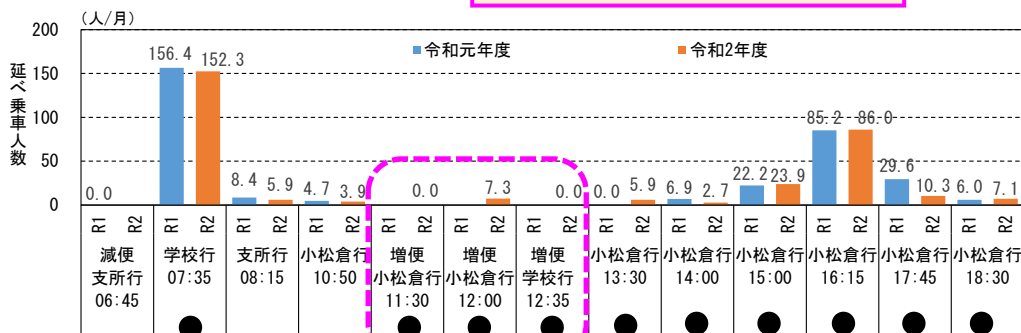 (人/月)
延べ乗車人数
200
150
100
50
0
令和元年度
令和2年度
0.0
156.4 152.3
8.4 5.9
4.7 3.9
0.0
7.3
0.0
0.0 5.9
6.9 2.7
22.2 23.9
85.2 86.0
29.6 10.3
6.0 7.1
R1 R2 R1 R2 R1 R2 R1 R2 R1 R2 R1 R2 R1 R2 R1 R2 R1 R2 R1 R2 R1 R2 R1 R2 R1 R2
減便
支所行
06:45
学校行
07:35
支所行
08:15
小松倉行
10:50
増便
小松倉行
11:30
増便
小松倉行
12:00
増便
学校行
12:35
小松倉行
13:30
小松倉行
14:00
小松倉行
15:00
小松倉行
16:15
小松倉行
17:45
小松倉行
18:30